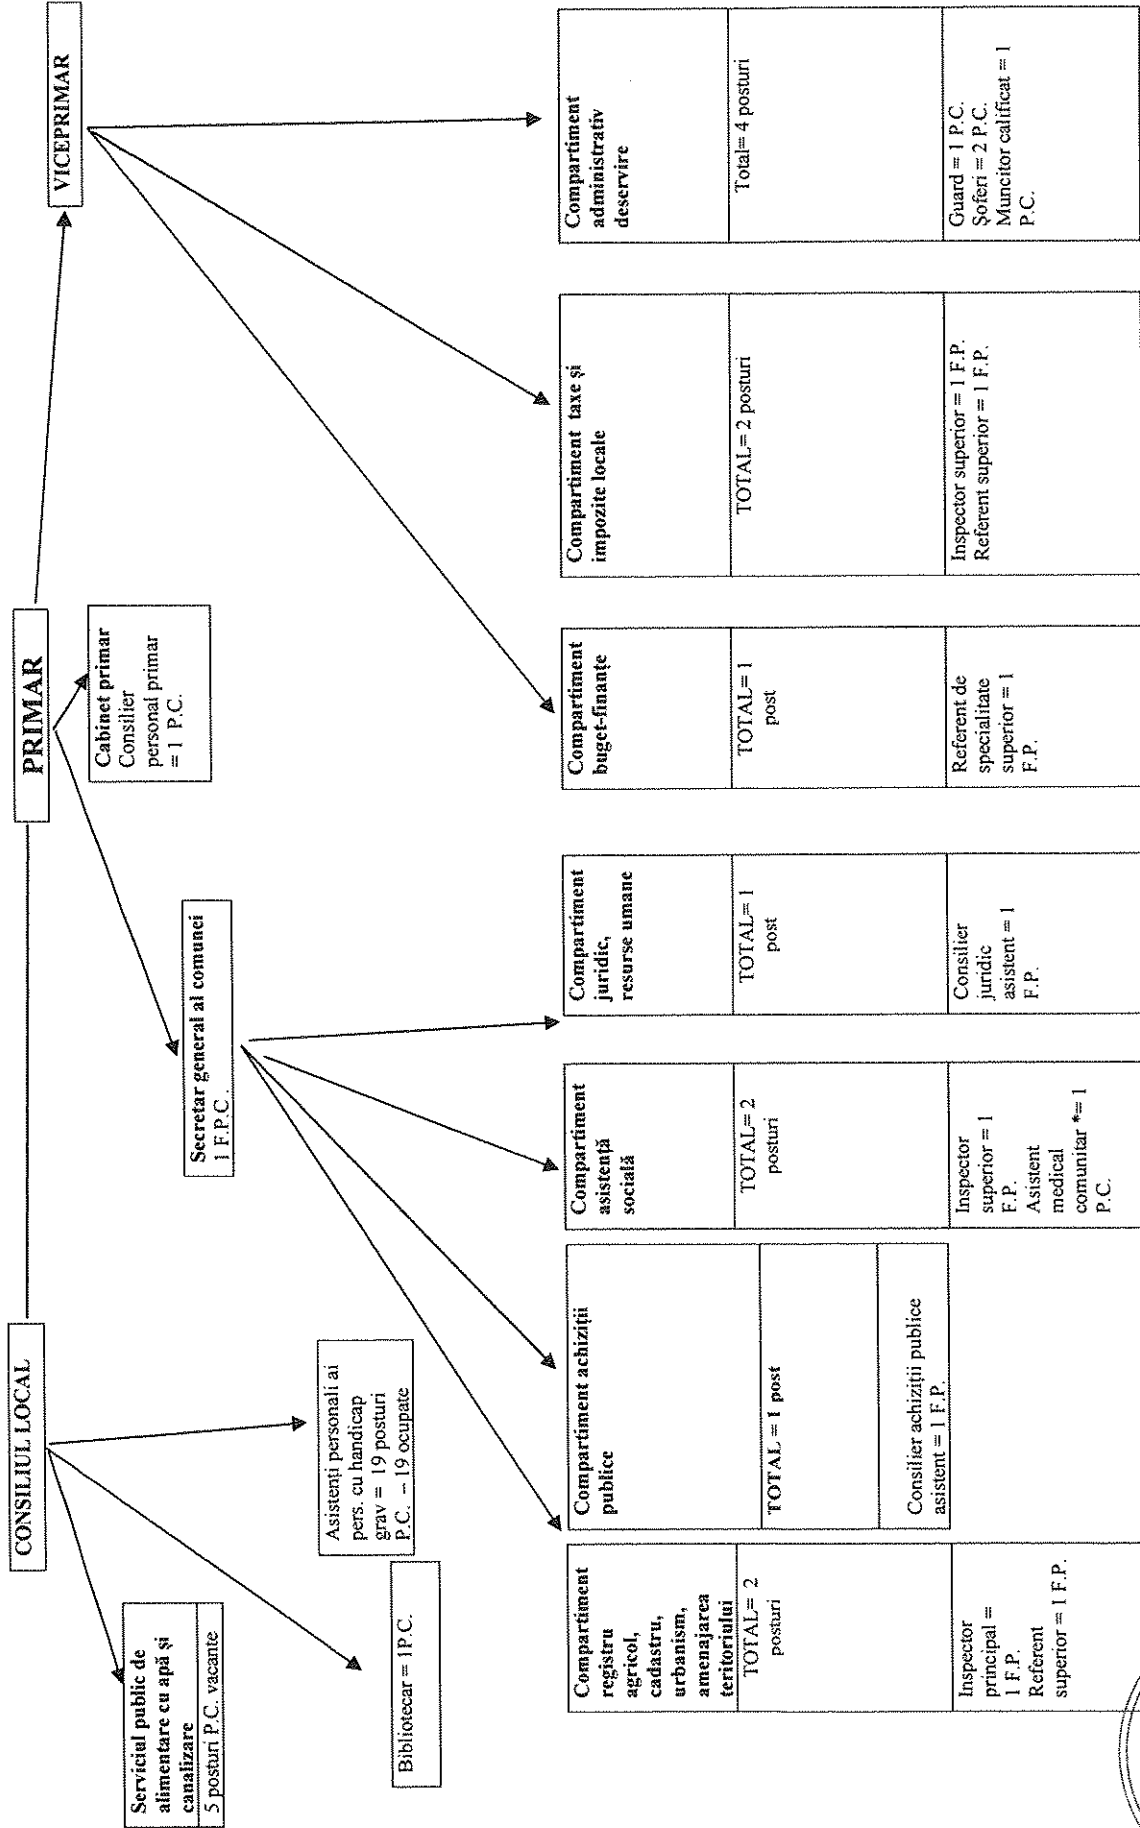 CONSILIUL LOCAL
PRIMAR
VICEPRIMAR
Cabinet primar
Consilier
personal primar
= 1 P.C.
Serviciul public de
alimentare cu apă și
canalizare
5 posturi P.C. vacante
Asistenți personali ai
pers. cu handicap
grav = 19 posturi
P.C. – 19 ocupate
Bibliotecar = 1P.C.
Secretar general al comunei
1 F.P.C .
Compartiment
registru
agricol,
cadastru,
urbanism,
amenajarea
teritoriului
TOTAL= 2
posturi
Inspector
principal =
1 F.P.
Referent
superior = 1 F.P.
Compartiment achiziții
publice
TOTAL = 1 post
Consilier achiziții publice
asistent = 1 F.P.
Compartiment
asistență
socială
TOTAL= 2
posturi
Inspector
superior = 1
F.P.
Asistent
medical
comunitar *= 1
P.C.
Compartiment
juridic,
resurse umane
TOTAL= 1
post
Consilier
juridic
asistent = 1
F.P.
Compartiment
buget-finanțe
TOTAL= 1
post
Referent de
specialitate
superior = 1
F.P.
Compartiment taxe și
impozite locale
TOTAL= 2 posturi
Inspector superior = 1 F.P.
Referent superior = 1 F.P.
Compartiment
administrativ
deservire
Total= 4 posturi
Guard = 1 P.C.
Șoferi = 2 P.C.
Muncitor calificat = 1
P.C.